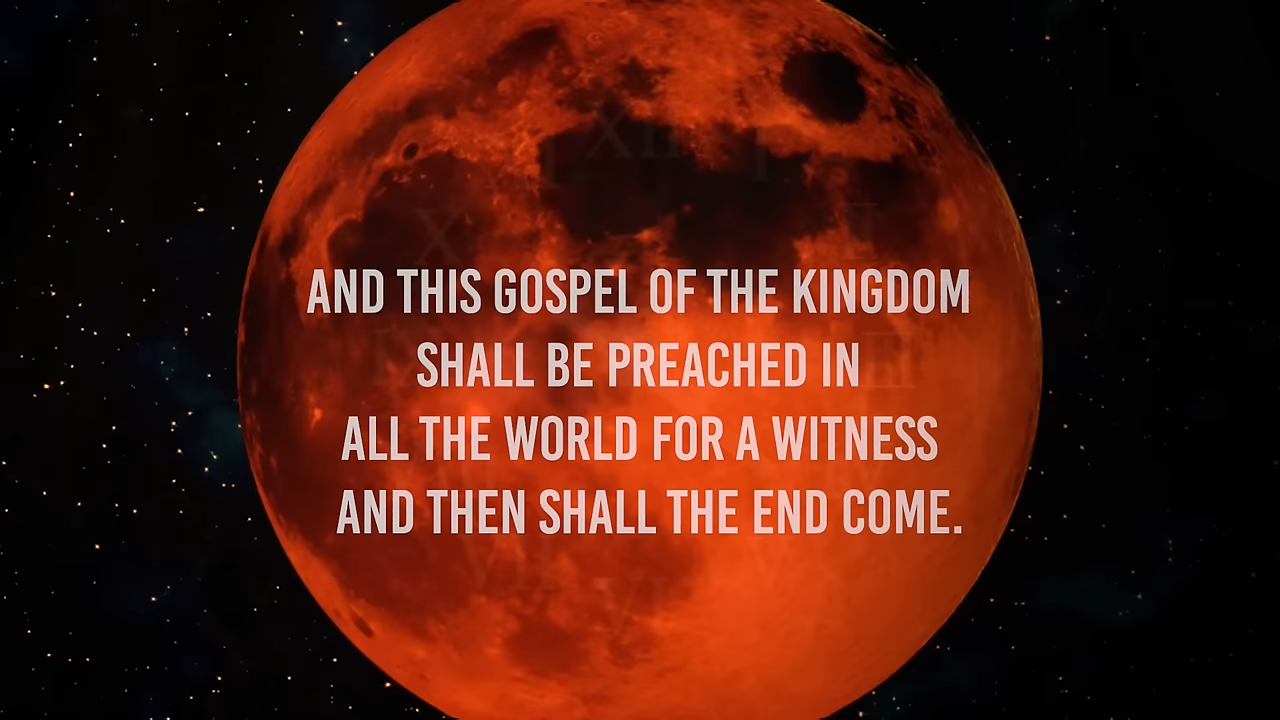 AND THIS GOSPEL OF THE KINGDOM
SHALL BE PREACHED IN
ALL THE WORLD FOR A WITNESS
AND THEN SHALL THE END COME.